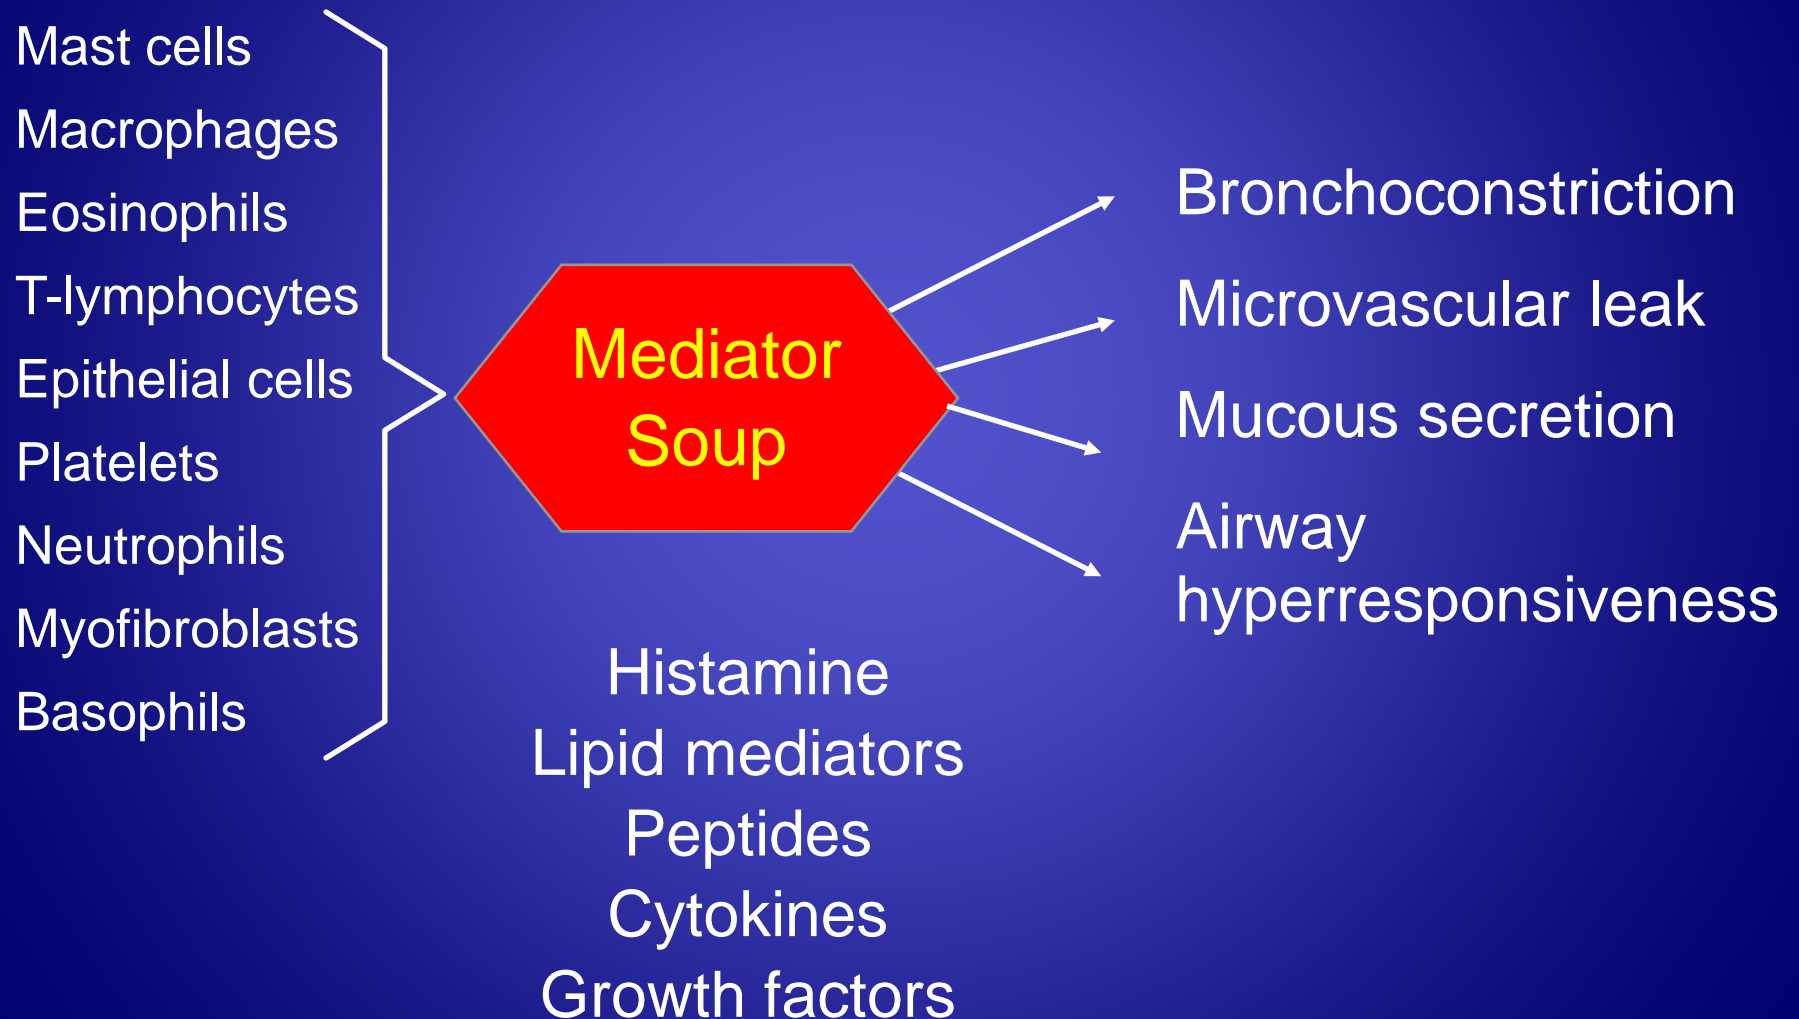 Mast cells
Macrophages
Eosinophils
T-lymphocytes
Epithelial cells
Platelets
Neutrophils
Myofibroblasts
Basophils
Mediator
Soup
Histamine
Lipid mediators
Peptides
Cytokines
Growth factors
Bronchoconstriction
Microvascular leak
Mucous secretion
Airway
hyperresponsiveness